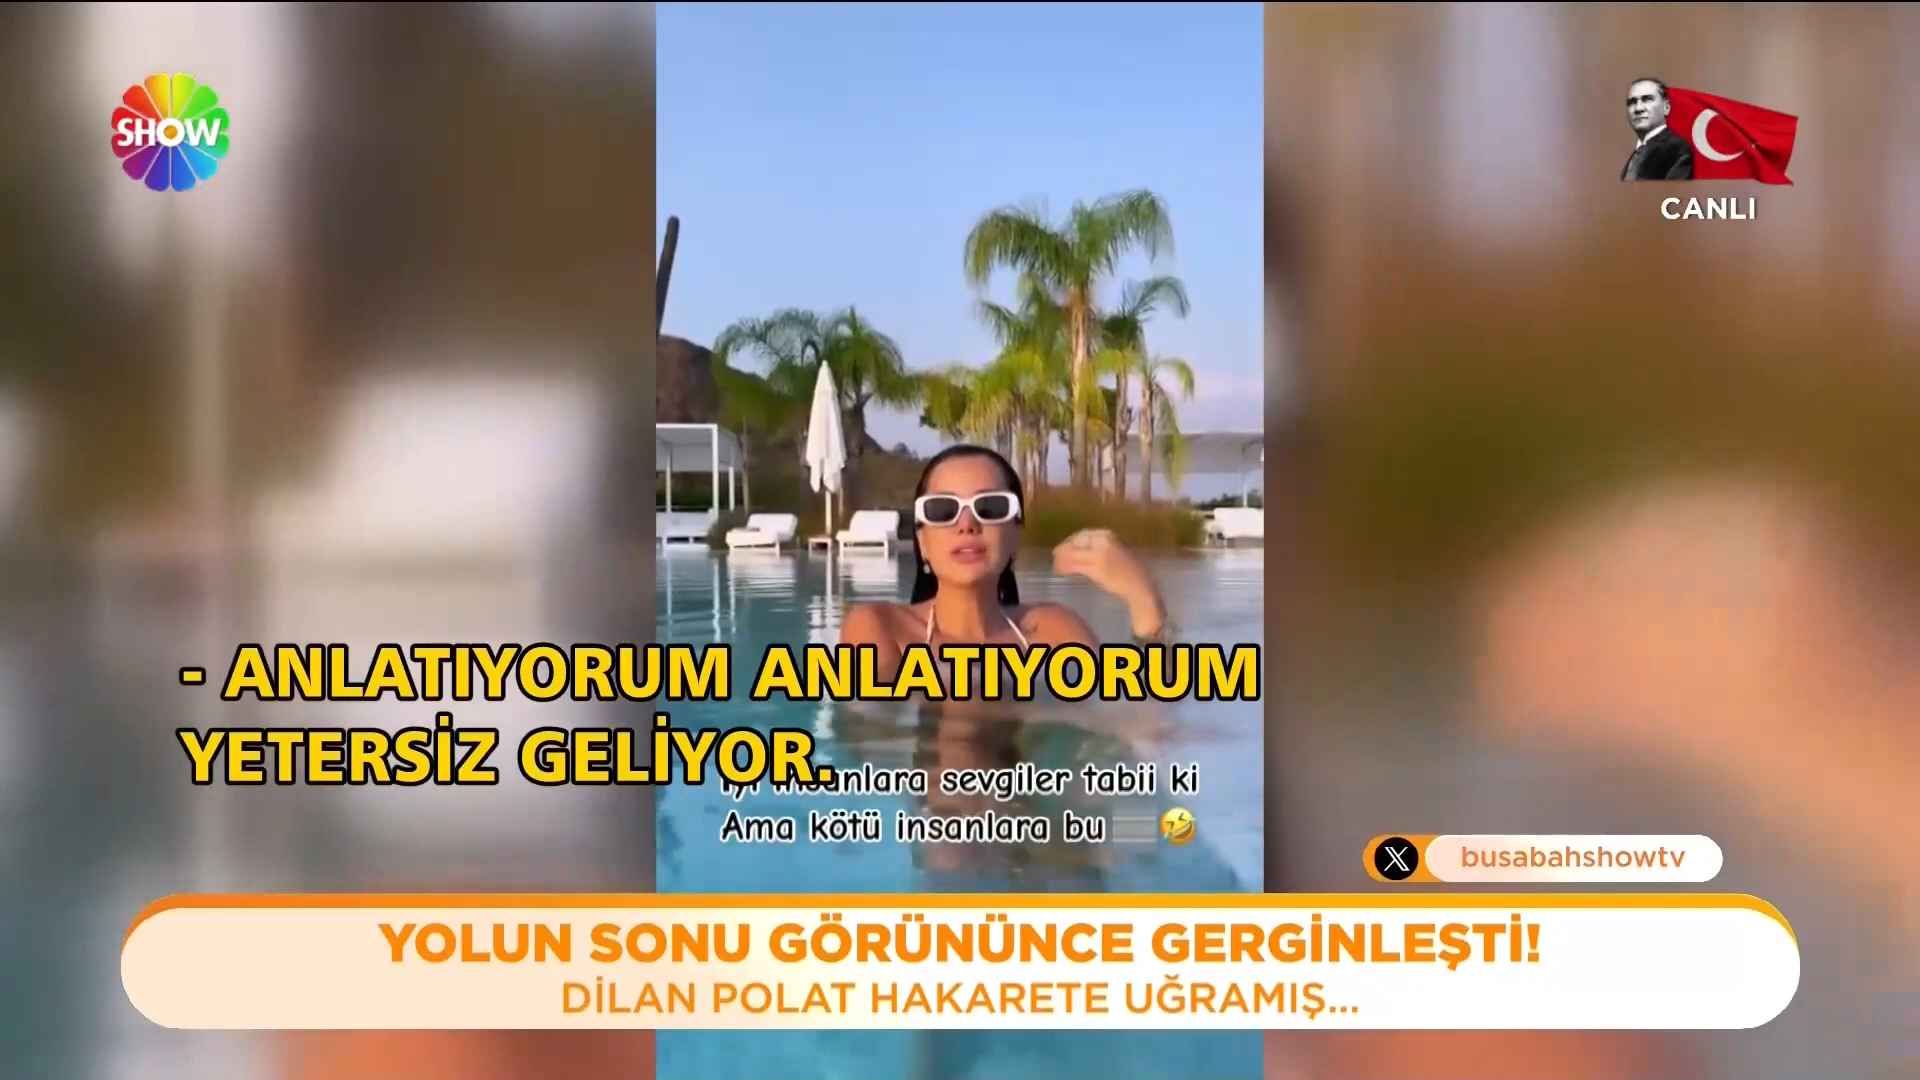 SHOW
CANLI
- ANLATIYORUM ANLATIYORUM
YETERSİZ GELİYOR.
insanlara sevgiler tabii ki
Ama kötü insanlara bu
busabahshowtv
YOLUN SONU GÖRÜNÜNCE GERGİNLEŞTİ!
DİLAN POLAT HAKARETE UĞRAMIŞ...